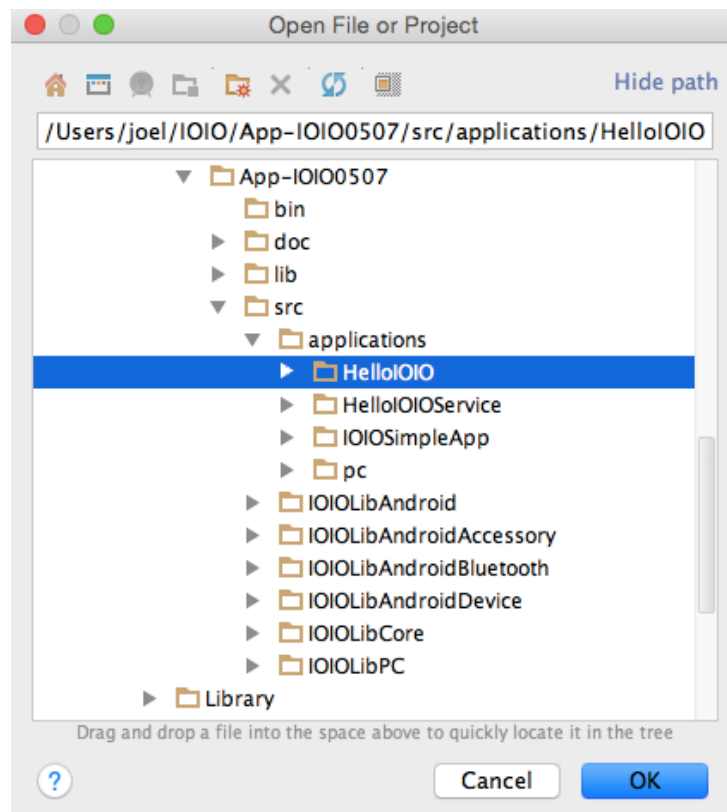 Open File or Project
Hide path
/Users/joel/IOIO/App-IOIO0507/src/applications/HelloIOIO
App-IOIO0507
bin
doc
lib
src
applications
HelloIOIO
HelloIOIOService
IOIOSimpleApp
pc
IOIOLibAndroid
IOIOLibAndroidAccessory
IOIOLibAndroidBluetooth
IOIOLibAndroidDevice
IOIOLibCore
IOIOLibPC
Library
Drag and drop a file into the space above to quickly locate it in the tree
? Cancel OK